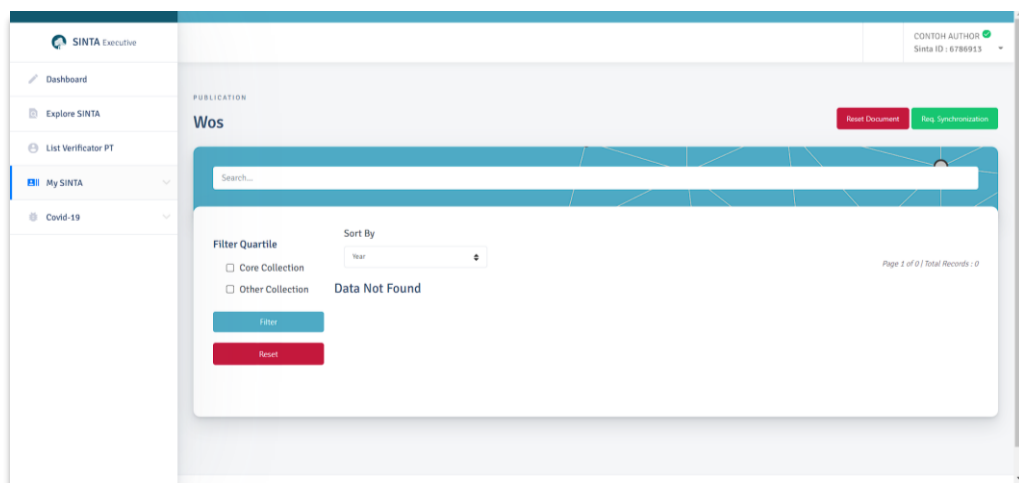 SINTA Executive
CONTOH AUTHOR
Sinta ID : 6786913
Dashboard
Explore SINTA
List Verificator PT
My SINTA
Covid-19
PUBLICATION
Wos
Reset Document
Req. Synchronization
Search...
Filter Quartile
Core Collection
Other Collection
Filter
Reset
Sort By
Year
Page 1 of 0 | Total Records : 0
Data Not Found